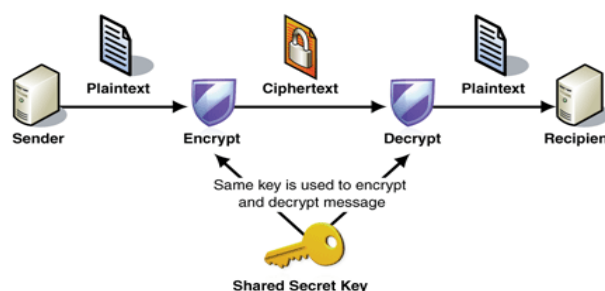 Plaintext
Ciphertext
Plaintext
Sender
Encrypt
Decrypt
Recipien
Same key is used to encrypt
and decrypt message
Shared Secret Key